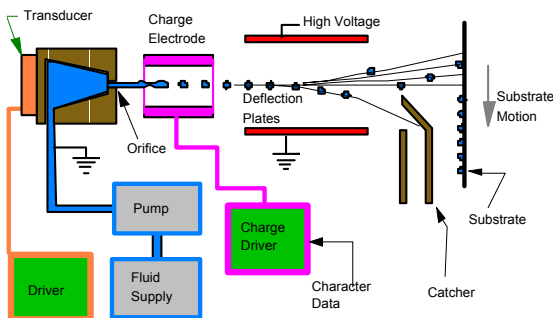 Transducer
Charge
Electrode
High Voltage
Orifice
Deflection
Plates
Substrate
Motion
Pump
Fluid
Supply
Driver
Charge
Driver
Character
Data
Catcher
Substrate